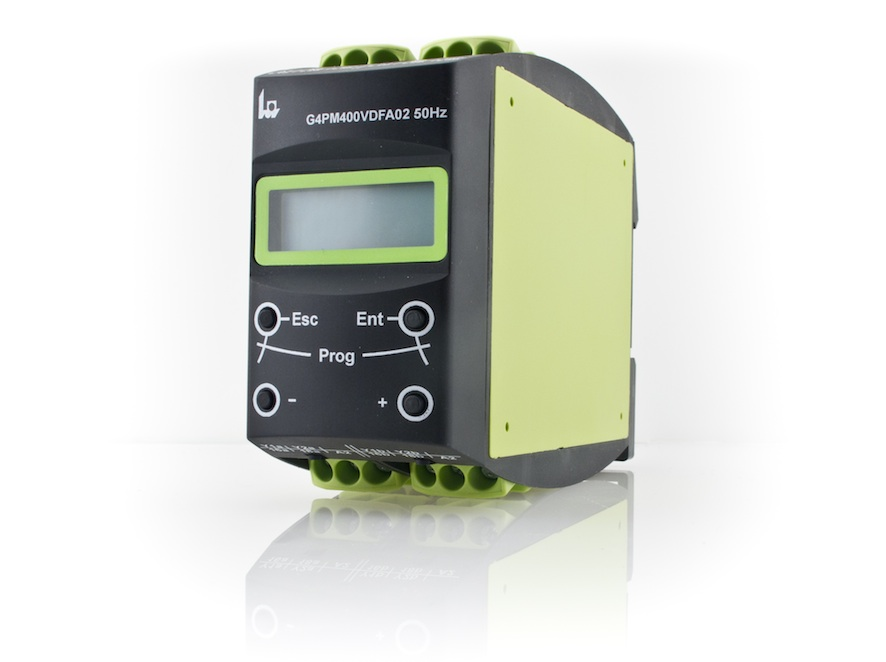 G4PM400VDFA02 50Hz
Esc Ent
Prog
- +